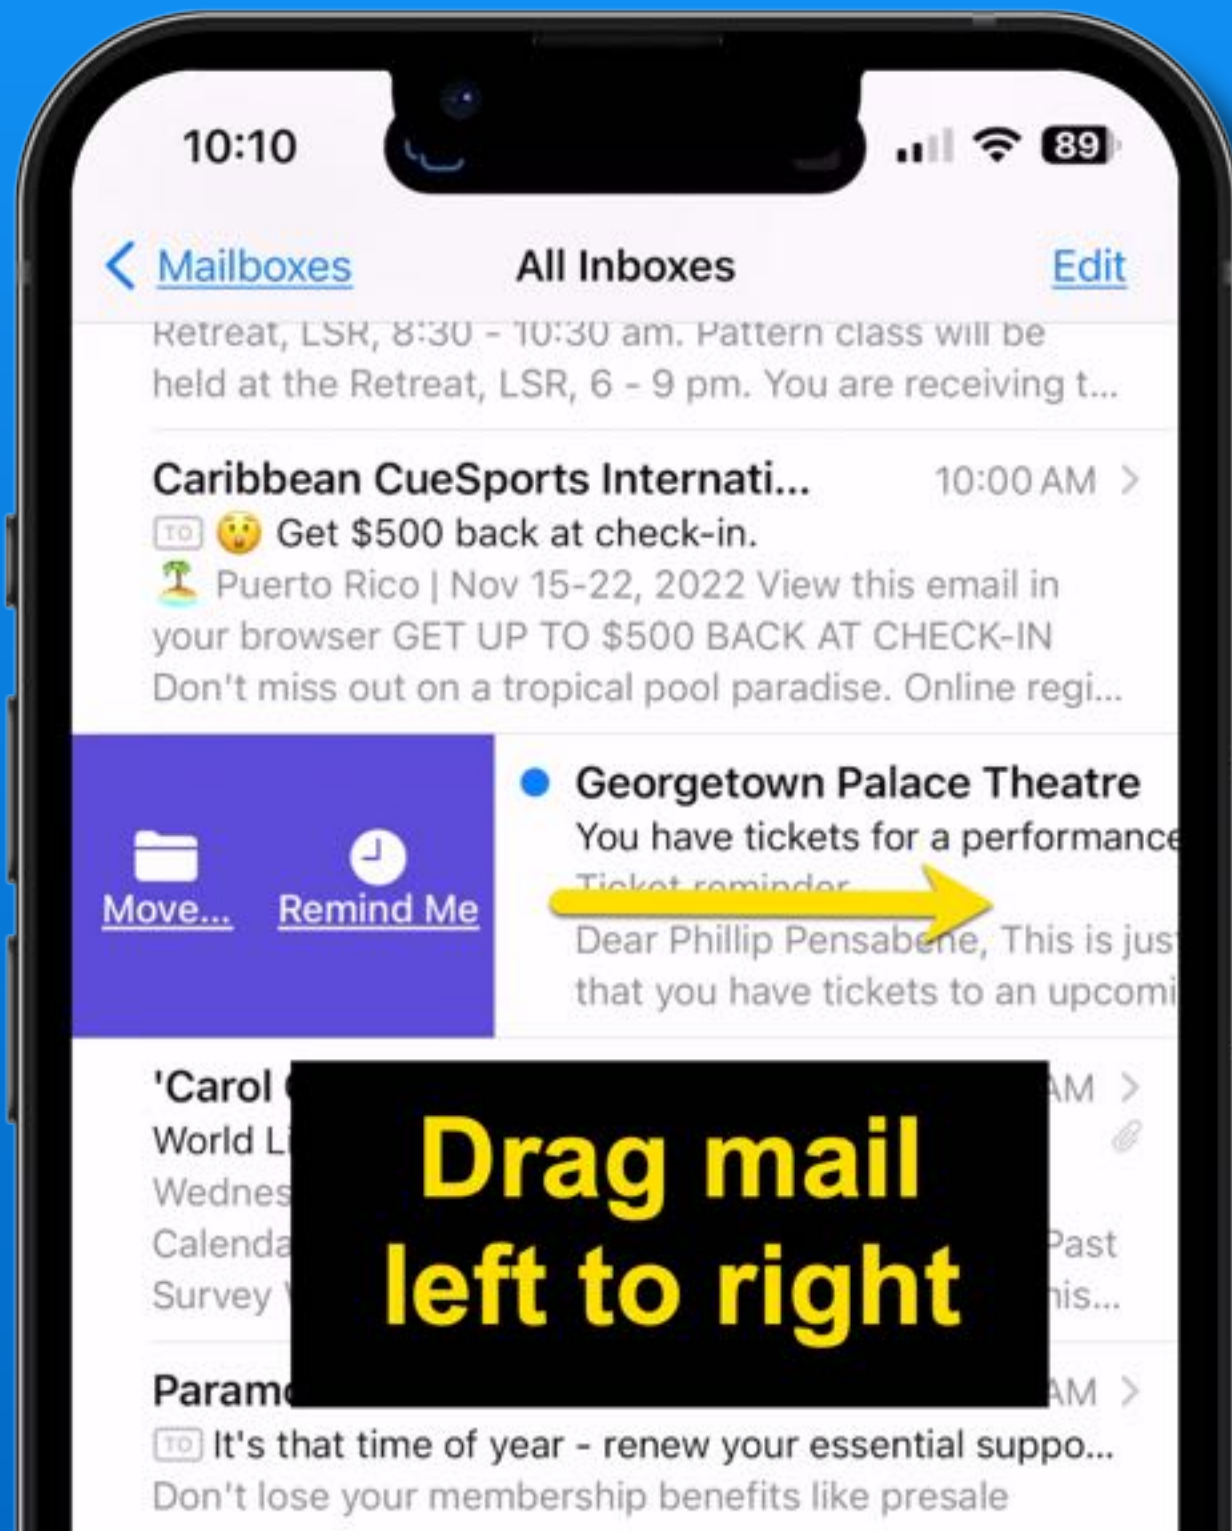 10:10
89
Mailboxes
All Inboxes
Edit
Retreat, LSR, 8:30 - 10:30 am. Pattern class will be
held at the Retreat, LSR, 6 - 9 pm. You are receiving t...
Caribbean CueSports Internati...
10:00 AM
TO 😲 Get $500 back at check-in.
🏝️ Puerto Rico | Nov 15-22, 2022 View this email in
your browser GET UP TO $500 BACK AT CHECK-IN
Don't miss out on a tropical pool paradise. Online regi...
Move...
Remind Me
Georgetown Palace Theatre
You have tickets for a performance
Ticket reminder
Dear Phillip Pensabene, This is just
that you have tickets to an upcomi
'Carol
AM
World Li
Wednes
Calenda
Past
Survey
his...
Drag mail
left to right
Paramo
AM
TO It's that time of year - renew your essential suppo...
Don't lose your membership benefits like presale